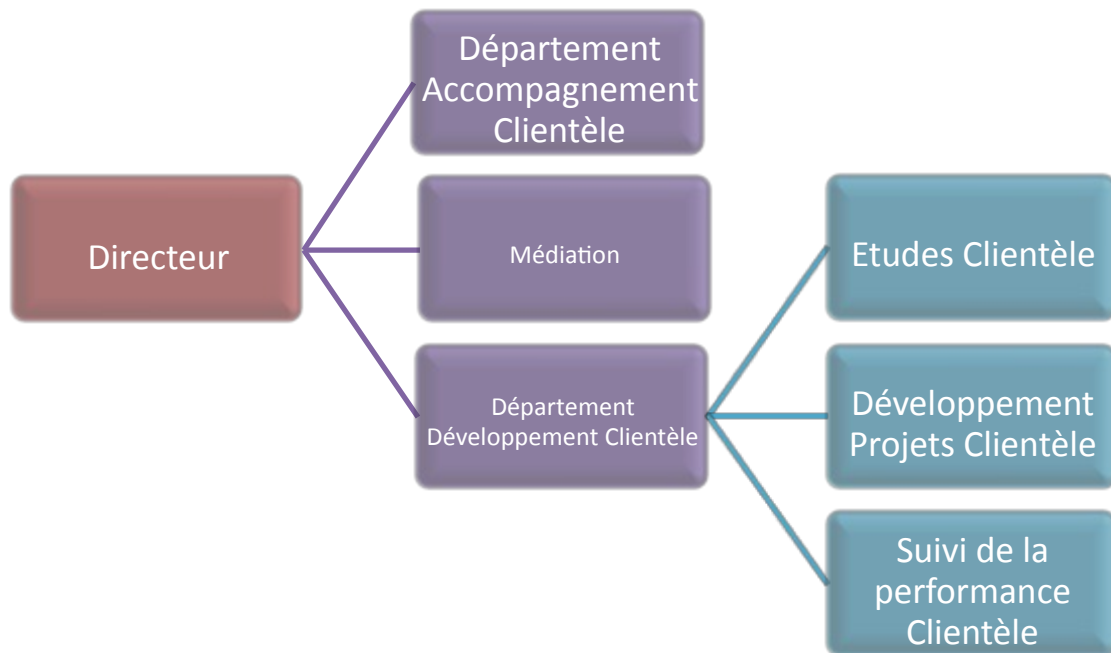 Département
Accompagnement
Clientèle
Directeur
Médiation
Etudes Clientèle
Département
Développement Clientèle
Développement
Projets Clientèle
Suivi de la
performance
Clientèle